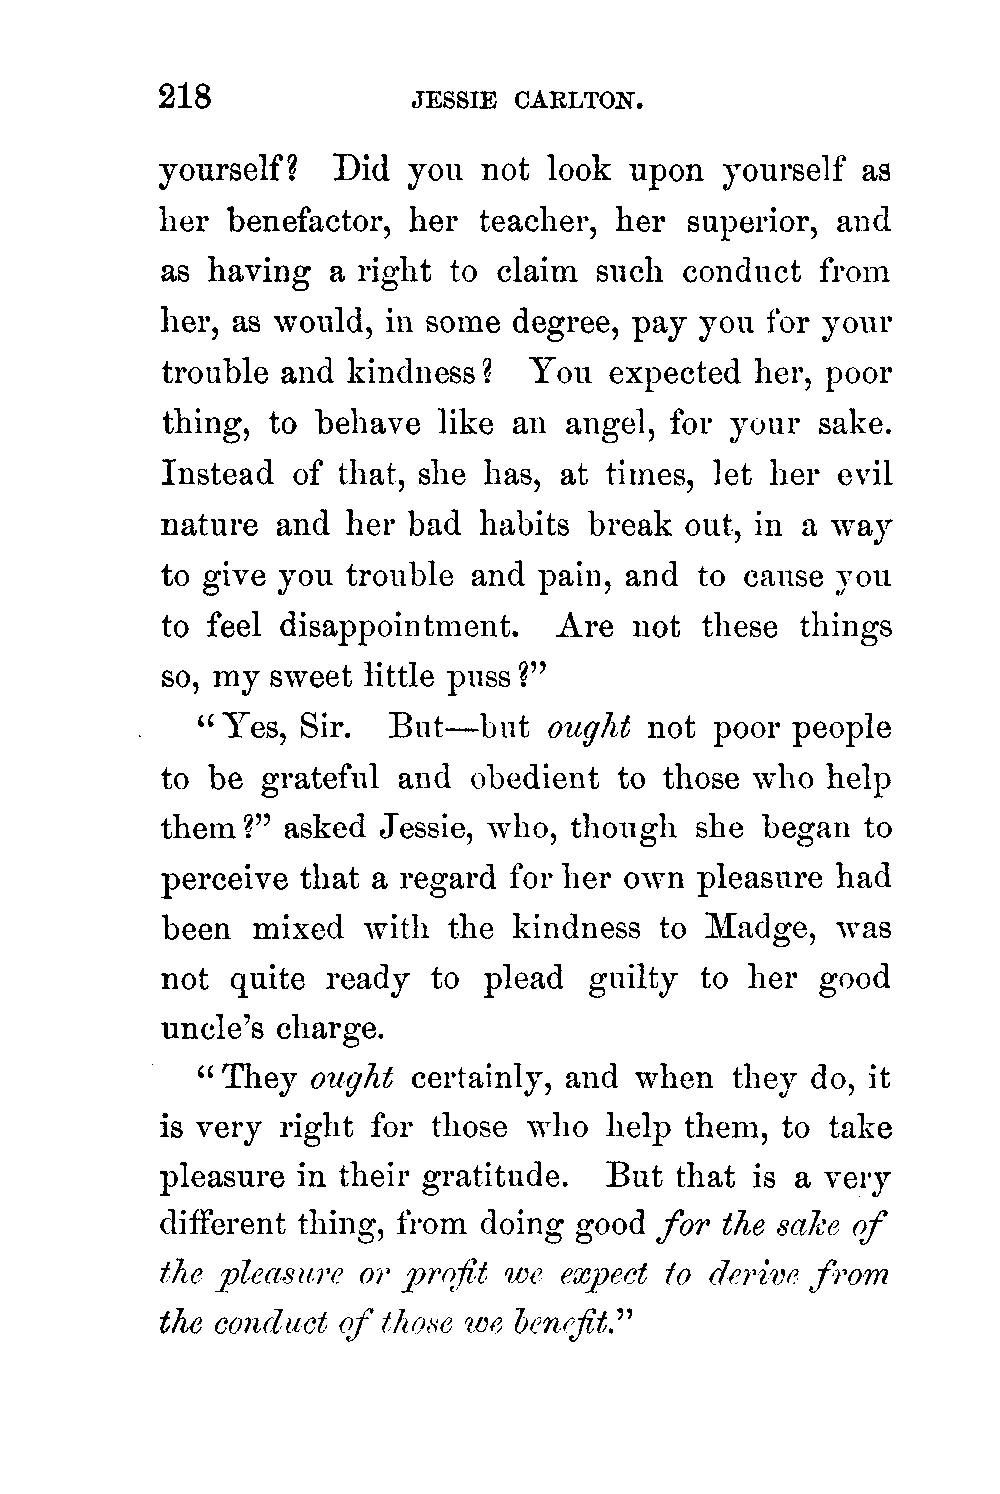 218 JESSIE CARLTON.
yourself? Did you not look upon yourself as
her benefactor, her teacher, her superior, and
as having a right to claim such conduct from
her, as would, in some degree, pay you for your
trouble and kindness? You expected her, poor
thing, to behave like an angel, for your sake.
Instead of that, she has, at times, let her evil
nature and her bad habits break out, in a way
to give you trouble and pain, and to cause you
to feel disappointment. Are not these things
so, my sweet little puss?”
“Yes, Sir. But—but ought not poor people
to be grateful and obedient to those who help
them?” asked Jessie, who, though she began to
perceive that a regard for her own pleasure had
been mixed with the kindness to Madge, was
not quite ready to plead guilty to her good
uncle’s charge.
“They ought certainly, and when they do, it
is very right for those who help them, to take
pleasure in their gratitude. But that is a very
different thing, from doing good for the sake of
the pleasure or profit we expect to derive from
the conduct of those we benefit.”